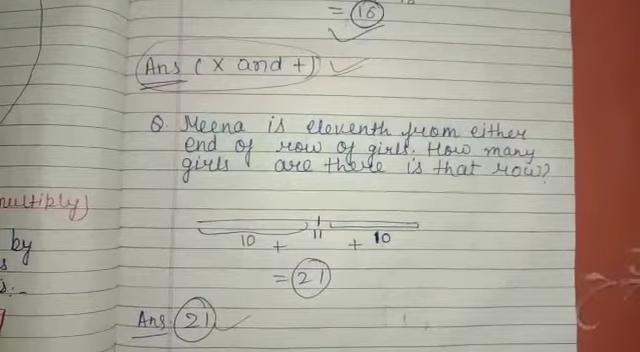 = 16
Ans (× and +)
Q. Meena is eleventh from either
end of row of girls. How many
girls are there is that row?
multiply)
by
1
10 + 11 + 10
= 21
Ans. 21